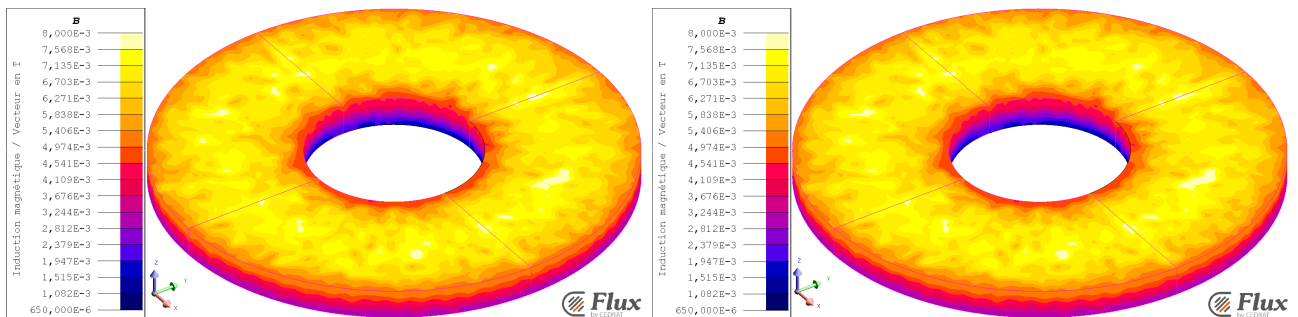 B
8,000E-3
7,568E-3
7,135E-3
6,703E-3
6,271E-3
5,838E-3
5,406E-3
4,974E-3
4,541E-3
4,109E-3
3,676E-3
3,244E-3
2,812E-3
2,379E-3
1,947E-3
1,515E-3
1,082E-3
650,000E-6
Induction magnétique / Vecteur en T
Z
Y
X
Flux
by CEDRAT
B
8,000E-3
7,568E-3
7,135E-3
6,703E-3
6,271E-3
5,838E-3
5,406E-3
4,974E-3
4,541E-3
4,109E-3
3,676E-3
3,244E-3
2,812E-3
2,379E-3
1,947E-3
1,515E-3
1,082E-3
650,000E-6
Induction magnétique / Vecteur en T
Z
Y
X
Flux
by CEDRAT